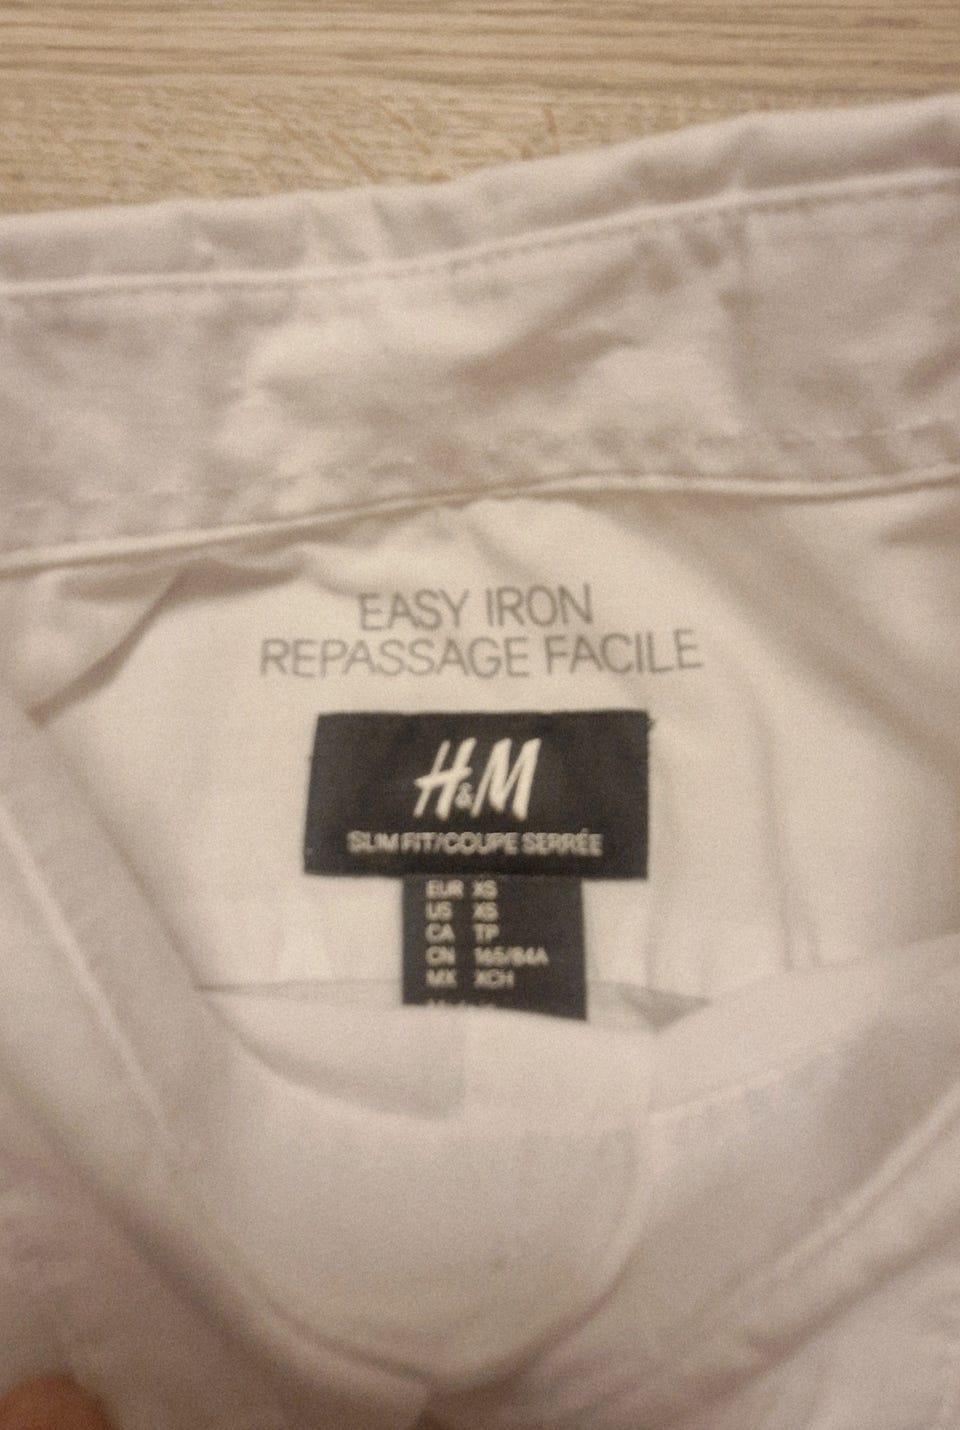 EASY IRON
REPASSAGE FACILE
H&M
SLIM FIT/COUPE SERRÉE
EUR XS
US XS
CA TP
CN 165/84A
MX XCH